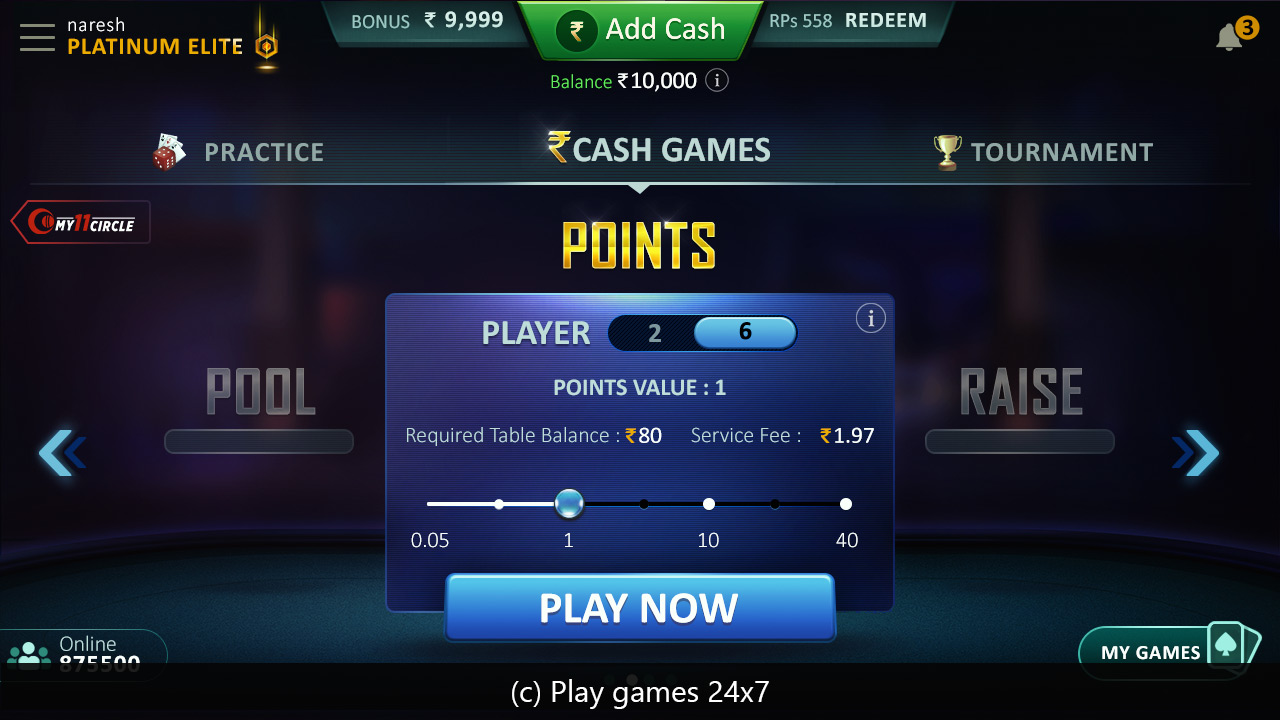 naresh
PLATINUM ELITE
BONUS ₹ 9,999
₹ Add Cash
RPs 558 REDEEM
3
Balance ₹10,000 i
PRACTICE
₹CASH GAMES
TOURNAMENT
MY11CIRCLE
POINTS
PLAYER 2 6
i
POINTS VALUE : 1
Required Table Balance : ₹80 Service Fee : ₹1.97
POOL
RAISE
0.05 1 10 40
PLAY NOW
Online
875500
MY GAMES
(c) Play games 24x7